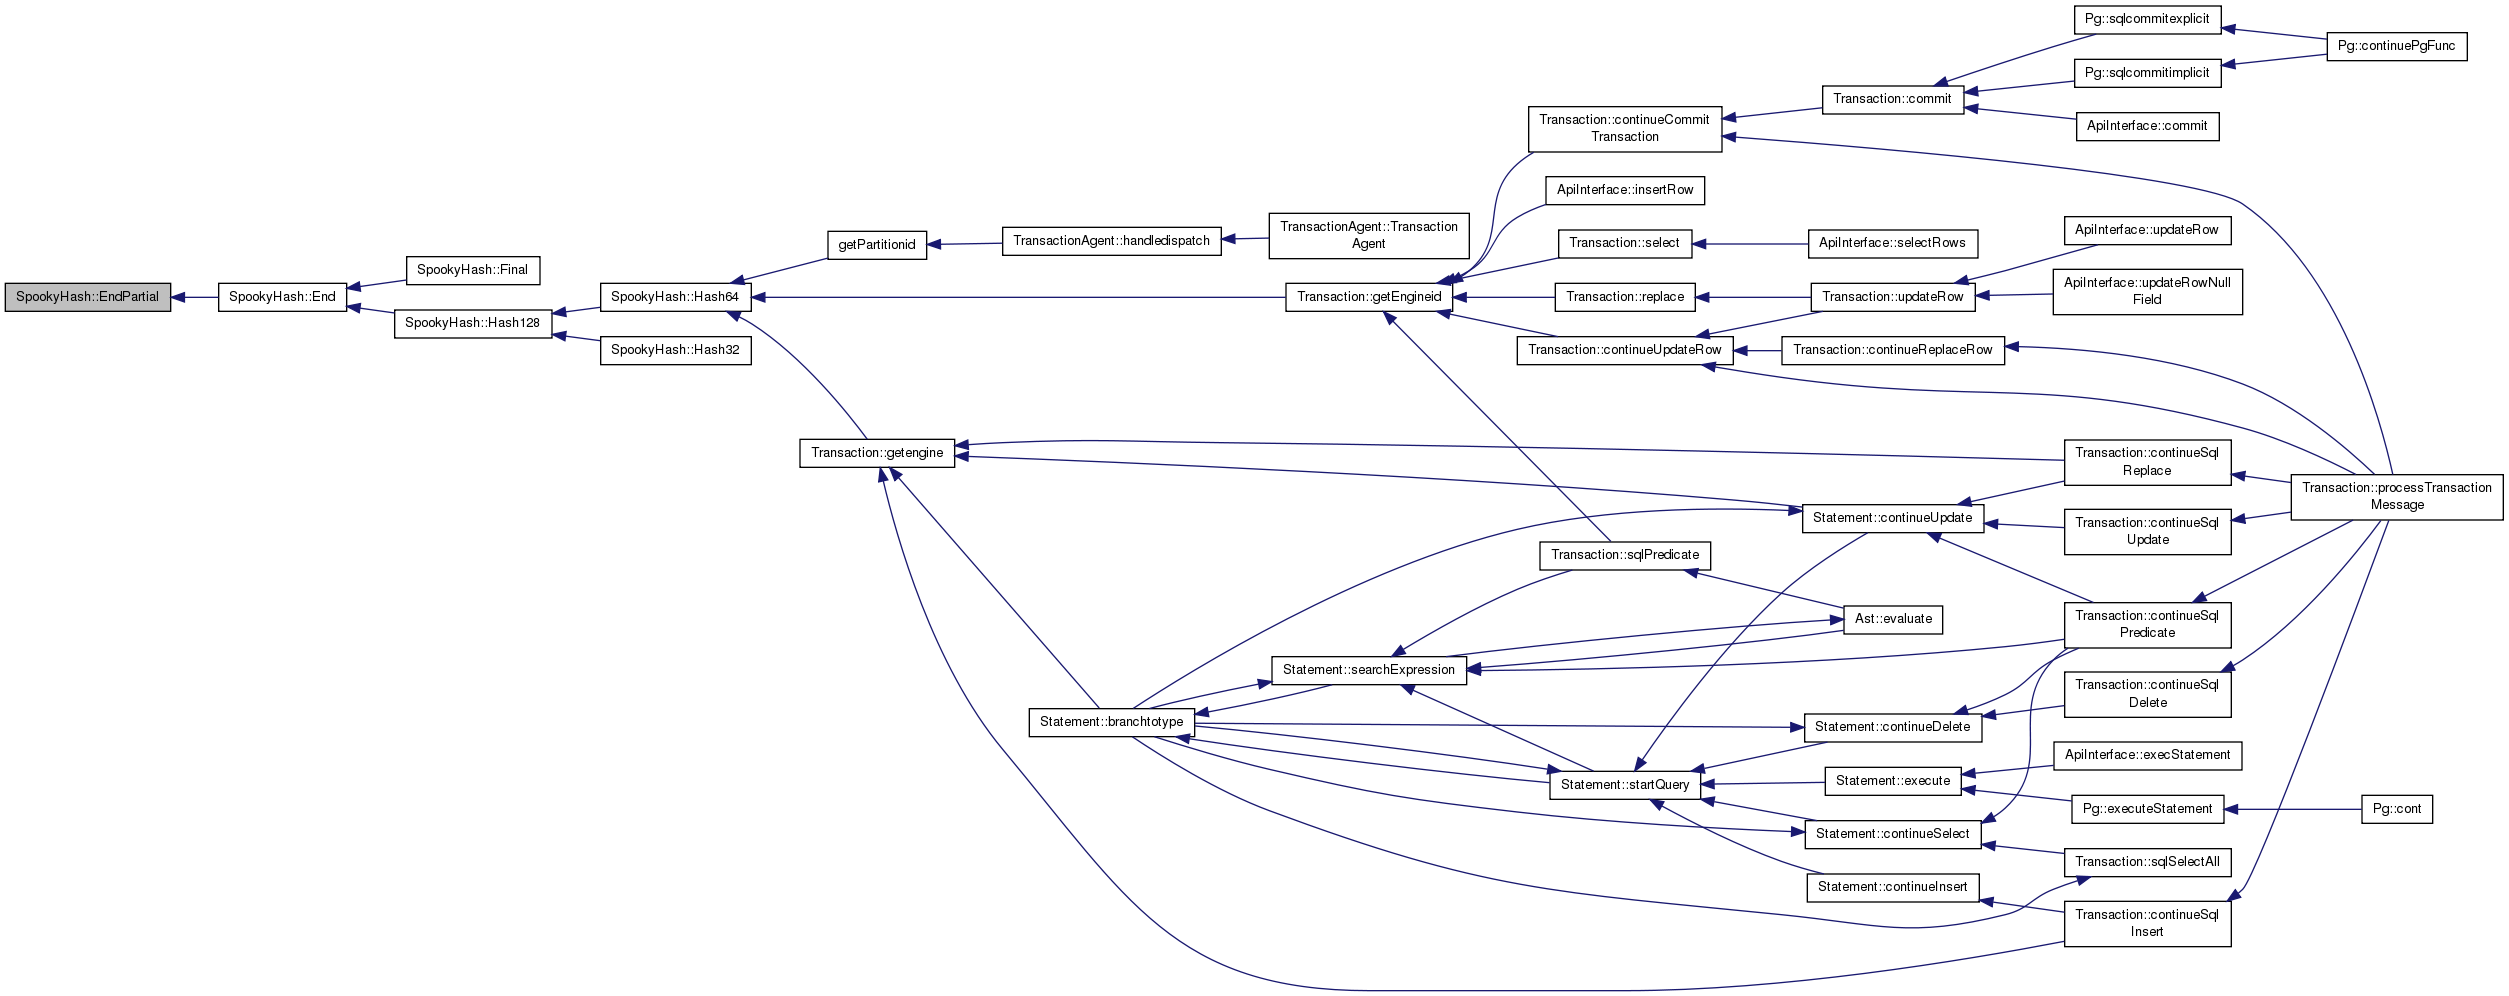 Pg::sqlcommitexplicit
Pg::continuePgFunc
Pg::sqlcommitimplicit
Transaction::commit
Transaction::continueCommit
Transaction
ApiInterface::commit
ApiInterface::insertRow
TransactionAgent::Transaction
Agent
ApiInterface::updateRow
getPartitionid
TransactionAgent::handledispatch
Transaction::select
ApiInterface::selectRows
SpookyHash::Final
ApiInterface::updateRowNull
Field
SpookyHash::EndPartial
SpookyHash::End
SpookyHash::Hash64
Transaction::getEngineid
Transaction::replace
Transaction::updateRow
SpookyHash::Hash128
SpookyHash::Hash32
Transaction::continueUpdateRow
Transaction::continueReplaceRow
Transaction::getengine
Transaction::continueSql
Replace
Transaction::processTransaction
Message
Statement::continueUpdate
Transaction::continueSql
Update
Transaction::sqlPredicate
Ast::evaluate
Transaction::continueSql
Predicate
Statement::searchExpression
Transaction::continueSql
Delete
Statement::branchtotype
Statement::continueDelete
ApiInterface::execStatement
Statement::startQuery
Statement::execute
Pg::executeStatement
Pg::cont
Statement::continueSelect
Transaction::sqlSelectAll
Statement::continueInsert
Transaction::continueSql
Insert